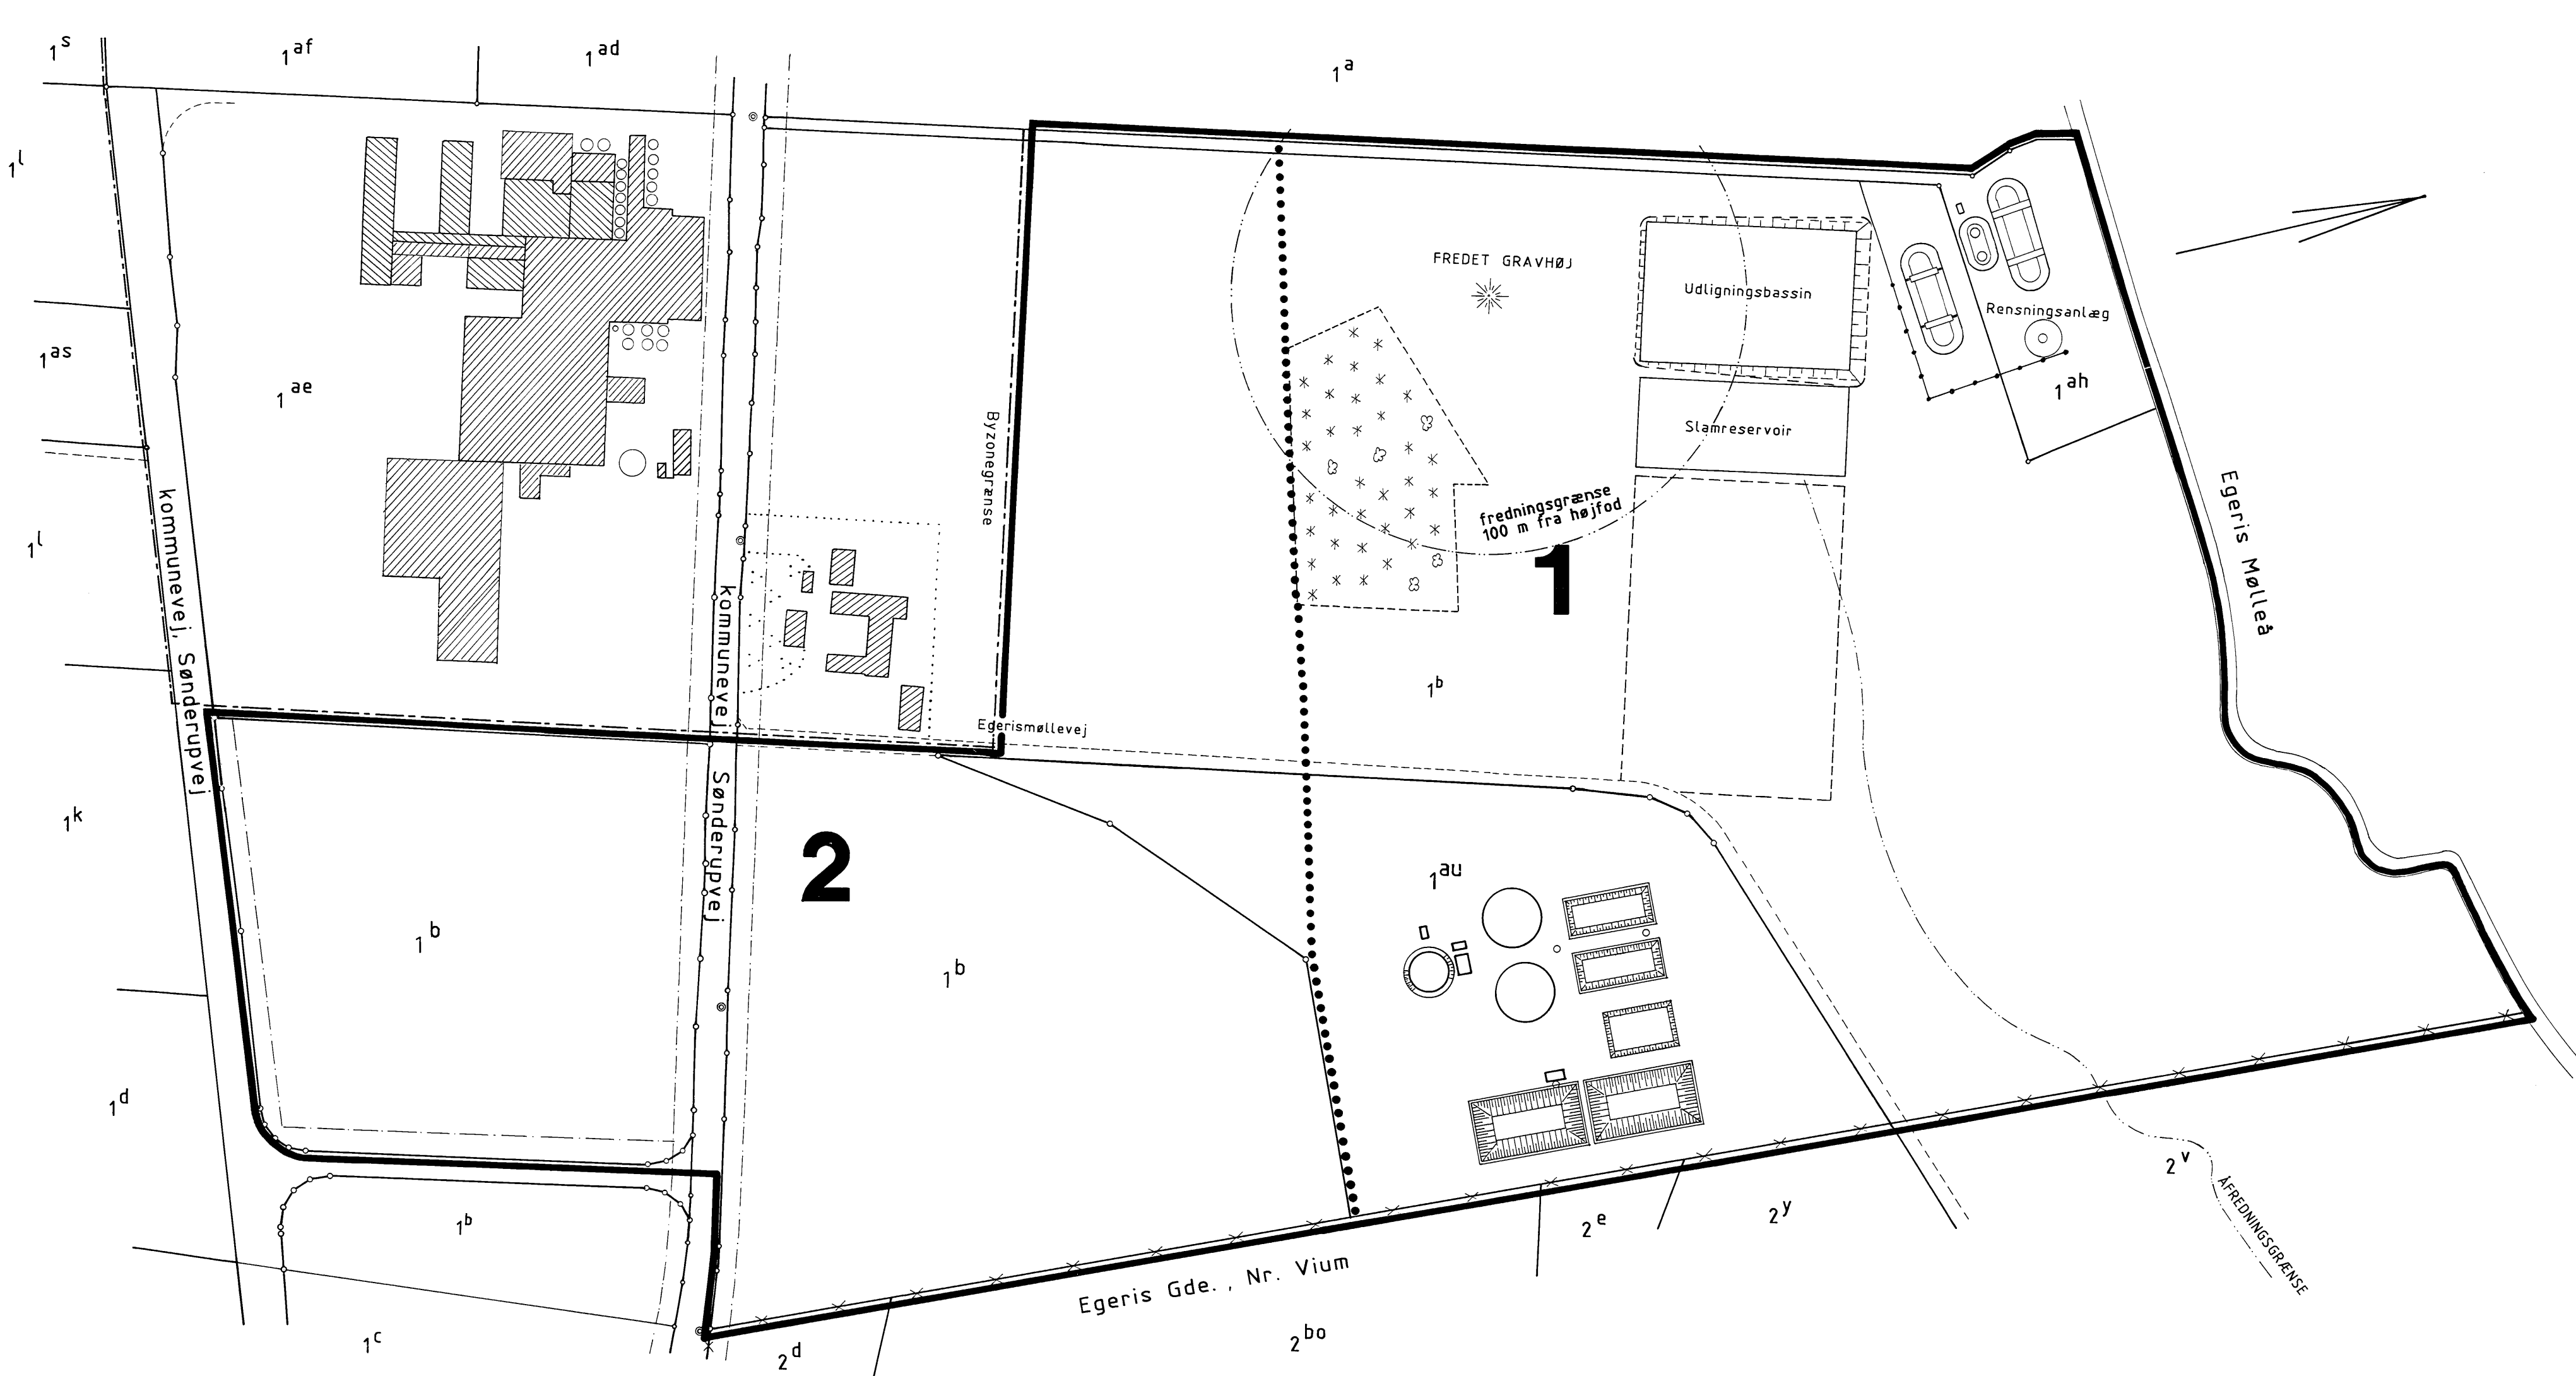 1s
1af
1ad
1a
1l
1as
1ae
1l
1k
1d
1c
kommunevej, Sønderupvej
kommunevej
Sønderupvej
Byzonegrænse
Egerismøllevej
FREDET GRAVHØJ
Udligningsbassin
Slamreservoir
Rensningsanlæg
1ah
fredningsgrænse
100 m fra højfod
1
1b
Egeris Mølleå
2
1au
1b
1b
1b
Egeris Gde., Nr. Vium
2d
2bo
2e
2y
2v
ÅFREDNINGSGRÆNSE